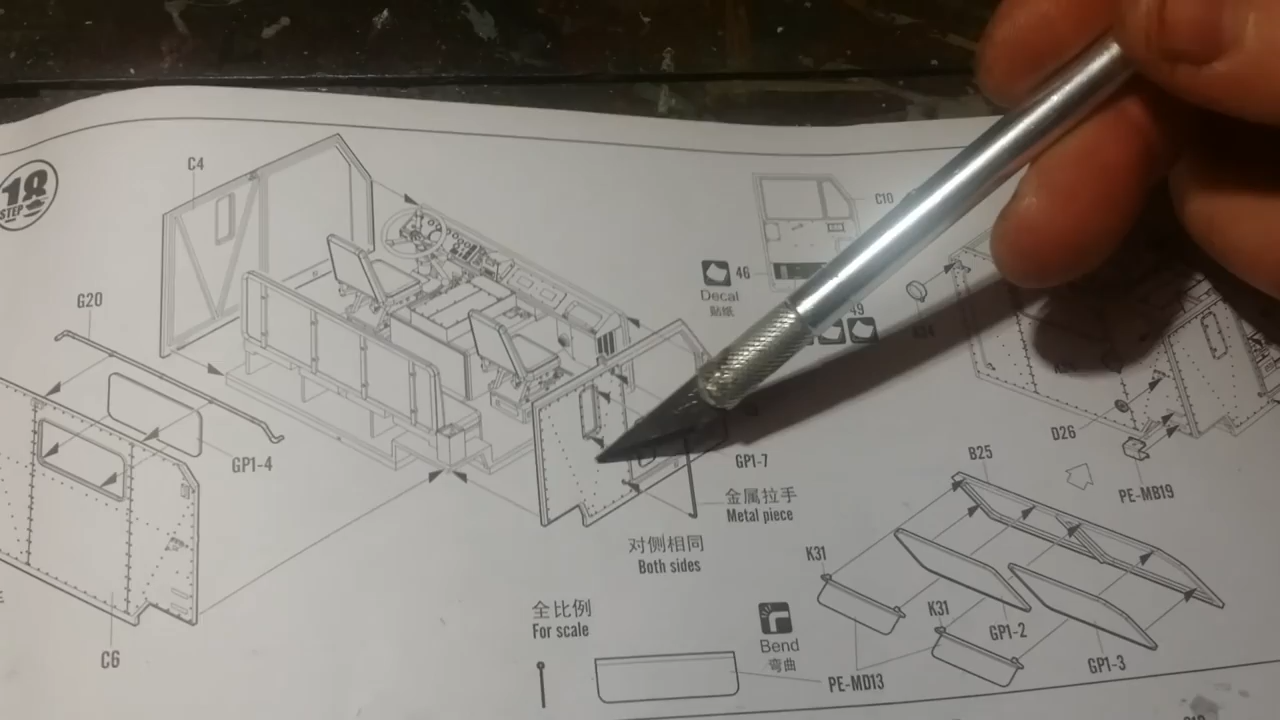 18
STEP
C4
G20
GP1-4
C6
C10
46
Decal
贴纸
49
D26
PE-MB19
GP1-7
金属拉手
Metal piece
对侧相同
Both sides
全比例
For scale
Bend
弯曲
PE-MD13
B25
K31
K31
GP1-2
GP1-3